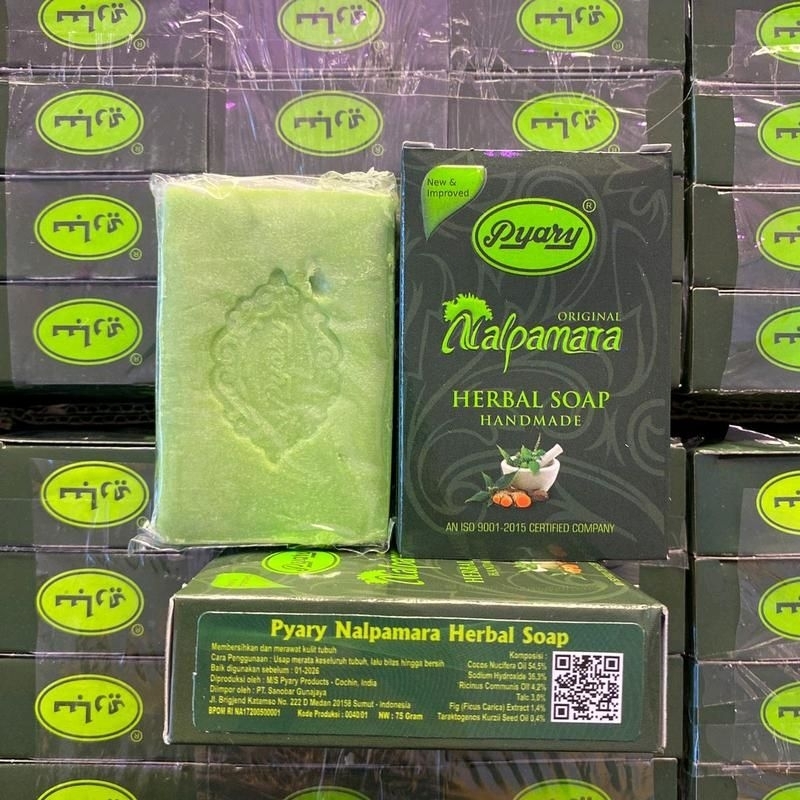 New &
Improved
Pyary®
ORIGINAL
Nalpamara
HERBAL SOAP
HANDMADE
AN ISO 9001-2015 CERTIFIED COMPANY
Pyary
Nalpamara
Pyary Nalpamara Herbal Soap
Membersihkan dan merawat kulit tubuh
Cara Penggunaan : Usap merata keseluruh tubuh, lalu bilas hingga bersih
Baik digunakan sebelum : 01-2026
Diproduksi oleh : M/S Pyary Products - Cochin, India
Diimpor oleh : PT. Sanobar Gunajaya
Jl. Brigjend Katamso No. 222 D Medan 20158 Sumut - Indonesia
BPOM RI NA17200500001 Kode Produksi : 0040/01 NW : 75 Gram
Komposisi :
Cocos Nucifera Oil 54,5%
Sodium Hydroxide 36,3%
Ricinus Communis Oil 4,2%
Talc 3,0%
Fig (Ficus Carica) Extract 1,4%
Taraktogenos Kurzii Seed Oil 0,4%